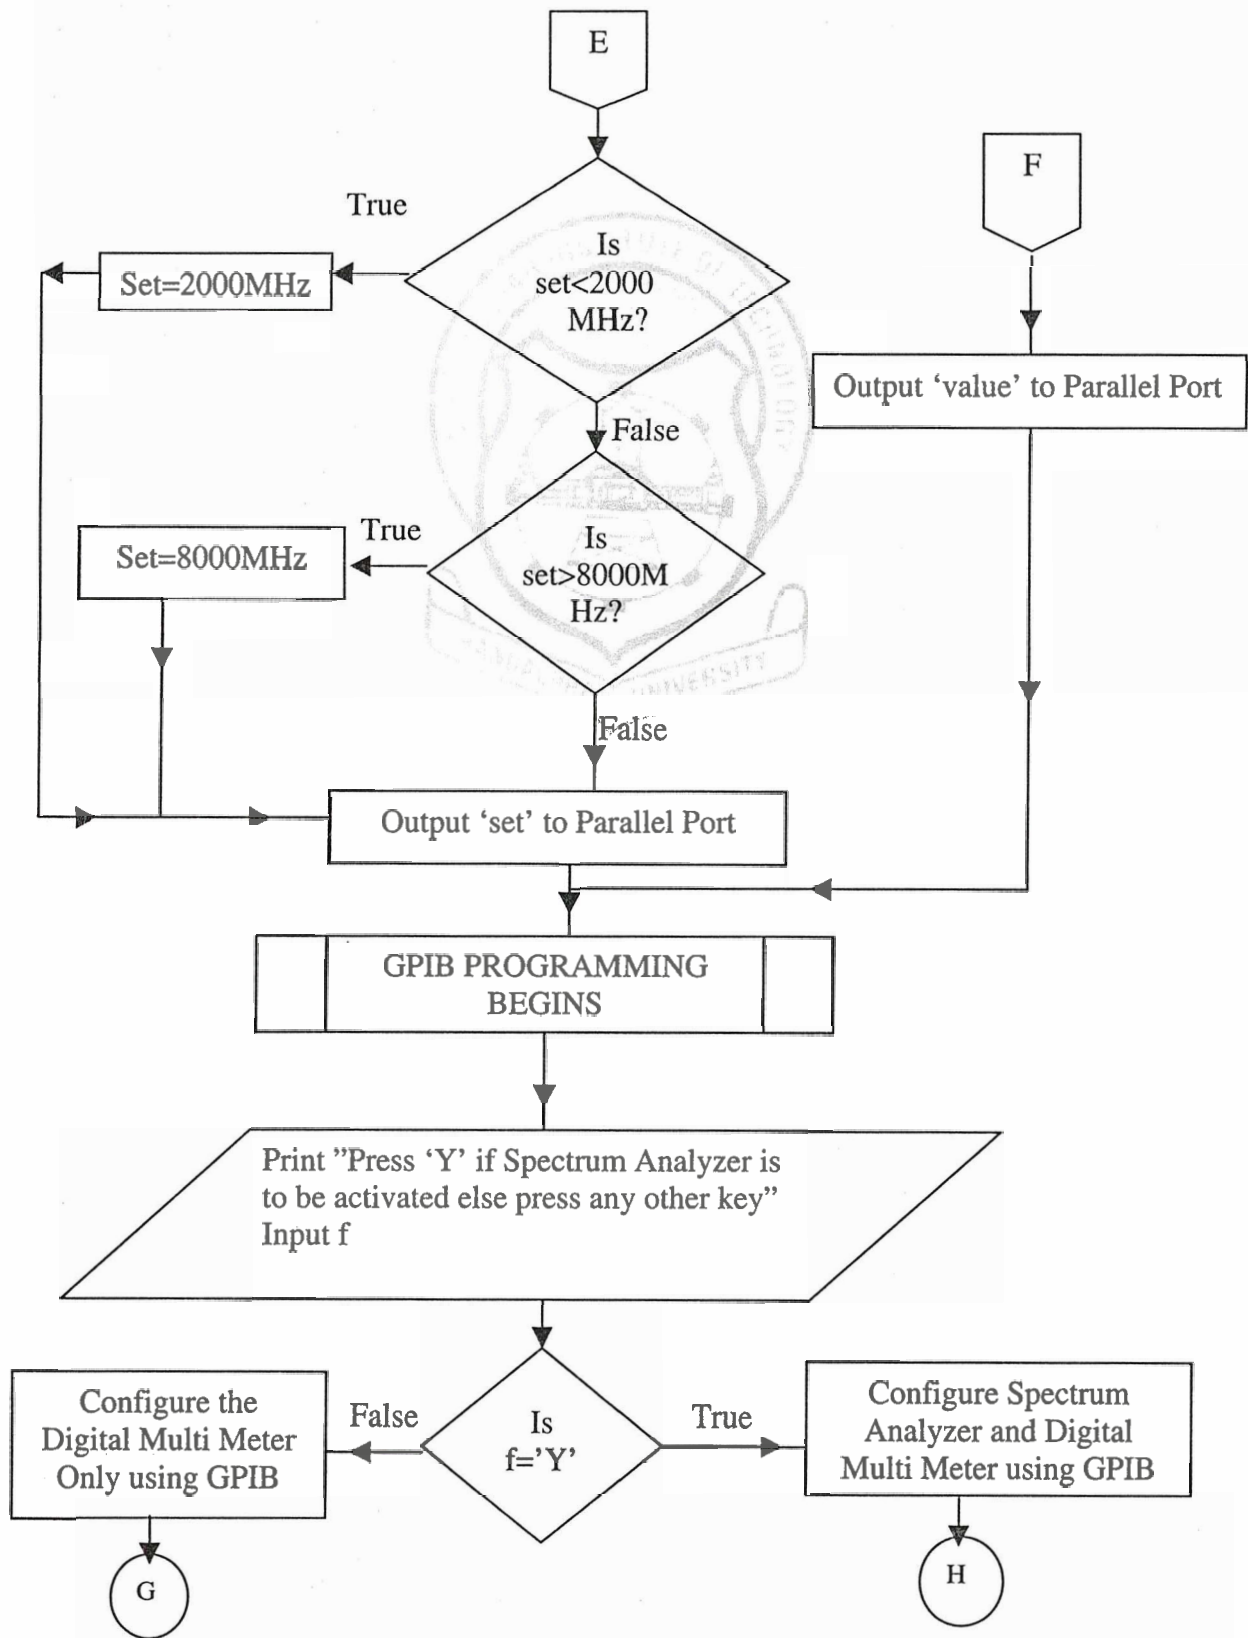 E
F
True
Is
set<2000
MHz?
Set=2000MHz
Output ‘value’ to Parallel Port
False
True
Is
set>8000M
Hz?
Set=8000MHz
False
Output ‘set’ to Parallel Port
GPIB PROGRAMMING
BEGINS
Print ”Press ‘Y’ if Spectrum Analyzer is
to be activated else press any other key”
Input f
Configure the
Digital Multi Meter
Only using GPIB
False
Is
f=’Y’
True
Configure Spectrum
Analyzer and Digital
Multi Meter using GPIB
G
H
OF TECHNOLOGY
UNIVERSITY